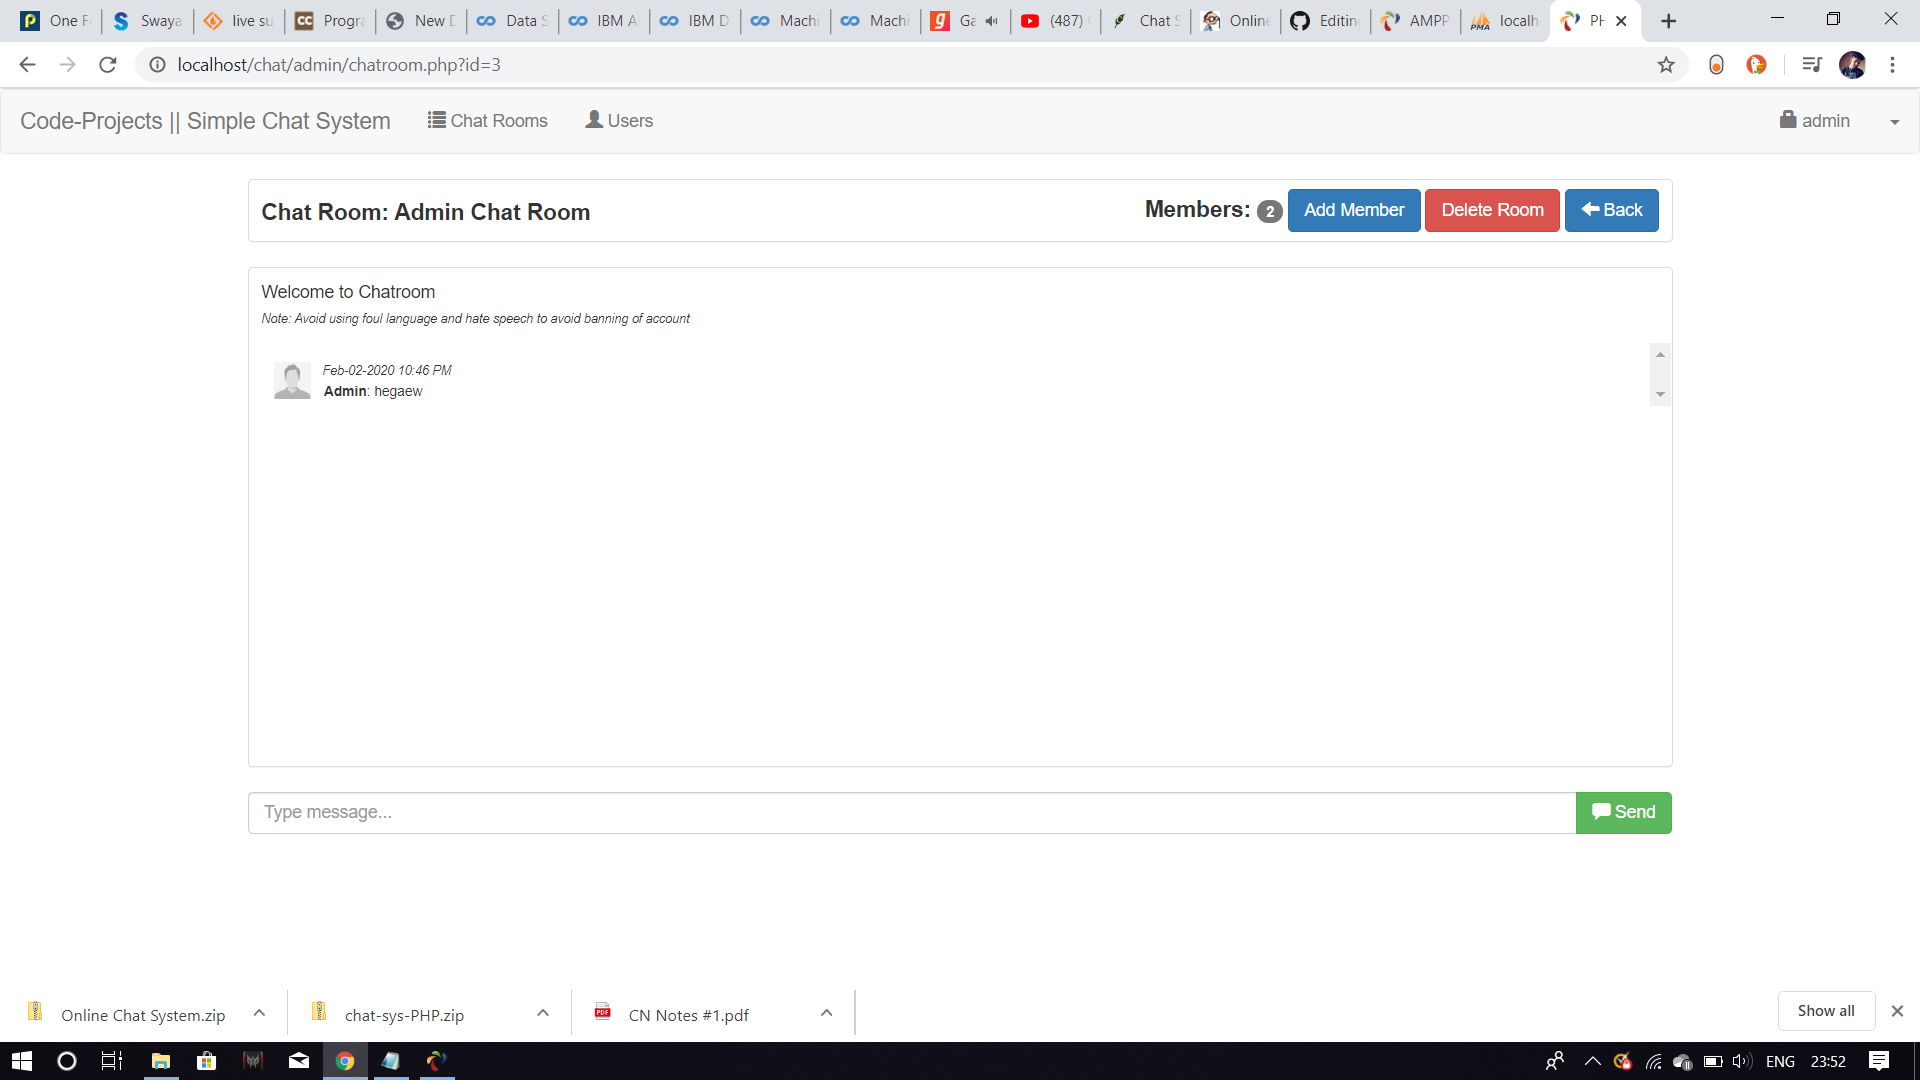 One F
Swaya
live su
Progra
New D
Data S
IBM A
IBM D
Machi
Machi
Ga
(487)
Chat S
Online
Editing
AMPP
localh
PH
localhost/chat/admin/chatroom.php?id=3
Code-Projects || Simple Chat System
Chat Rooms
Users
admin
Chat Room: Admin Chat Room
Members: 2
Add Member
Delete Room
Back
Welcome to Chatroom
Note: Avoid using foul language and hate speech to avoid banning of account
Feb-02-2020 10:46 PM
Admin: hegaew
Type message...
Send
Online Chat System.zip
chat-sys-PHP.zip
PDF
CN Notes #1.pdf
Show all
ENG
23:52